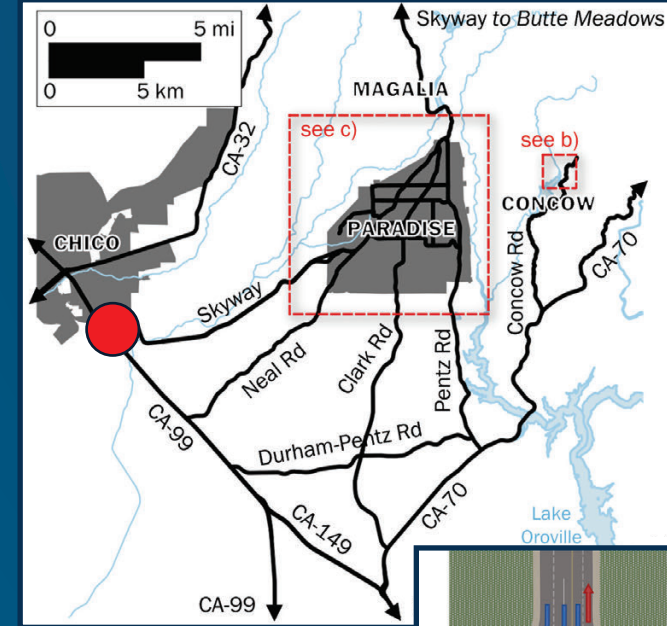 0 5 mi
0 5 km
Skyway to Butte Meadows
MAGALIA
see c)
see b)
CA-32
CONCOW
PARADISE
CHICO
CA-70
Concow Rd
Skyway
Neal Rd
Clark Rd
Pentz Rd
CA-99
Durham-Pentz Rd
CA-70
CA-149
Lake
Oroville
CA-99